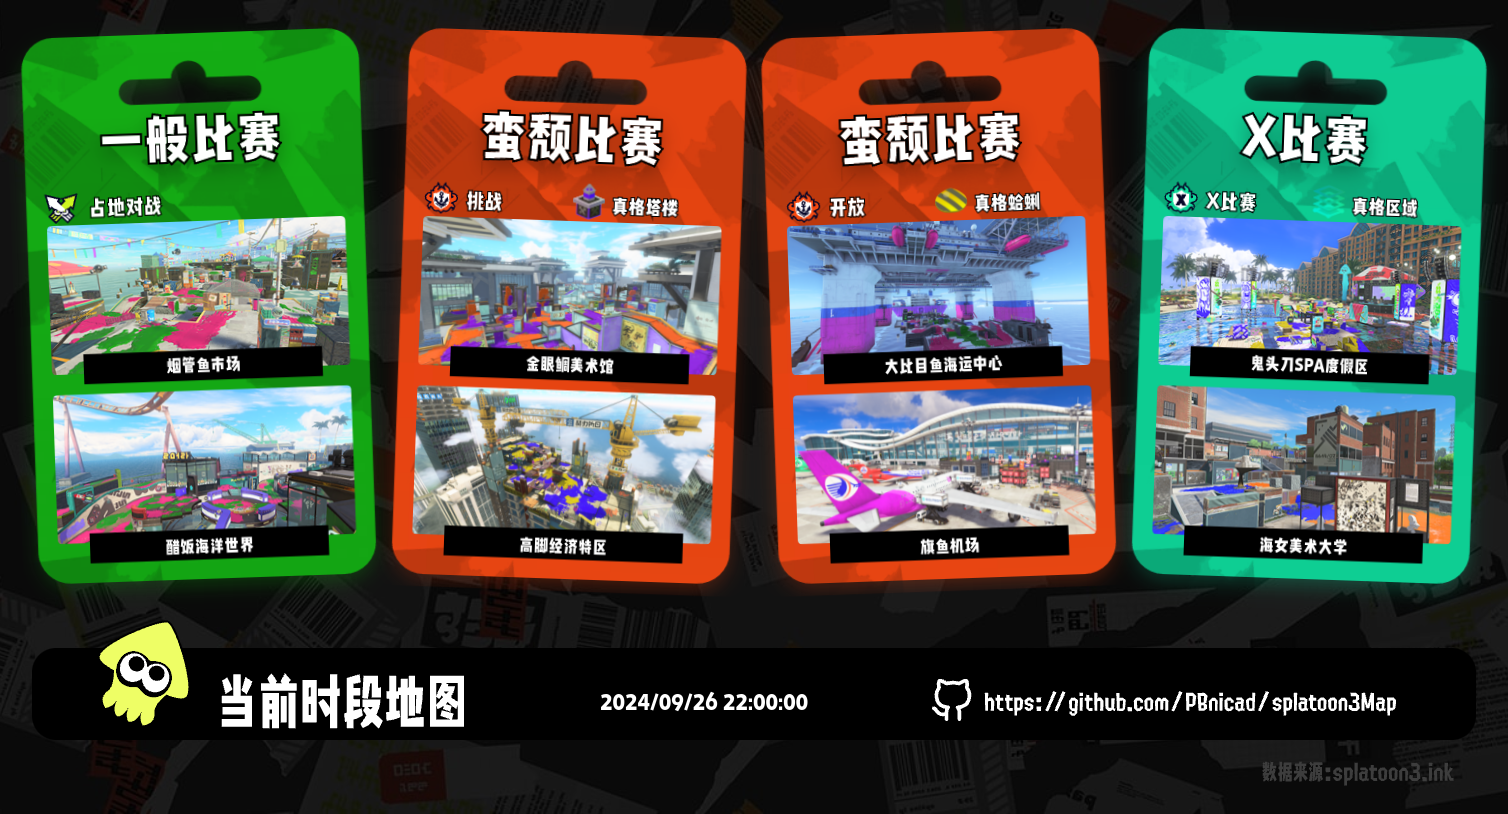 一般比赛
占地对战
烟管鱼市场
醋饭海洋世界
蛮颓比赛
挑战
真格塔楼
金眼鲷美术馆
高脚经济特区
蛮颓比赛
开放
真格蛤蜊
大比目鱼海运中心
旗鱼机场
X比赛
X比赛
真格区域
鬼头刀SPA度假区
海女美术大学
当前时段地图
2024/09/26 22:00:00
https://github.com/PBnicad/splatoon3Map
数据来源:splatoon3.ink